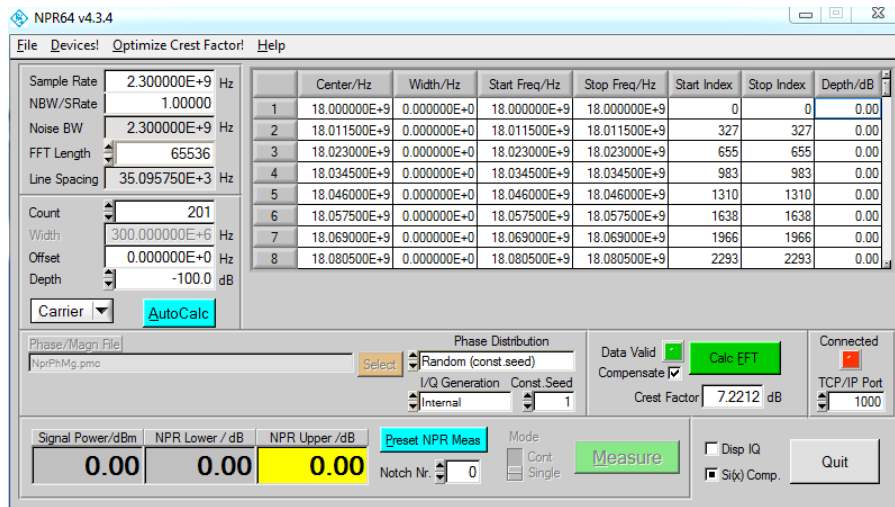 NPR64 v4.3.4
File Devices! Optimize Crest Factor! Help
Sample Rate 2.300000E+9 Hz
NBW/SRate 1.00000
Noise BW 2.300000E+9 Hz
FFT Length 65536
Line Spacing 35.095750E+3 Hz
Count 201
Width 300.000000E+6 Hz
Offset 0.000000E+0 Hz
Depth -100.0 dB
Carrier AutoCalc
Center/Hz Width/Hz Start Freq/Hz Stop Freq/Hz Start Index Stop Index Depth/dB
1 18.000000E+9 0.000000E+0 18.000000E+9 18.000000E+9 0 0 0.00
2 18.011500E+9 0.000000E+0 18.011500E+9 18.011500E+9 327 327 0.00
3 18.023000E+9 0.000000E+0 18.023000E+9 18.023000E+9 655 655 0.00
4 18.034500E+9 0.000000E+0 18.034500E+9 18.034500E+9 983 983 0.00
5 18.046000E+9 0.000000E+0 18.046000E+9 18.046000E+9 1310 1310 0.00
6 18.057500E+9 0.000000E+0 18.057500E+9 18.057500E+9 1638 1638 0.00
7 18.069000E+9 0.000000E+0 18.069000E+9 18.069000E+9 1966 1966 0.00
8 18.080500E+9 0.000000E+0 18.080500E+9 18.080500E+9 2293 2293 0.00
Phase/Magn File
NprPhMg.pmc Select
Phase Distribution
Random (const.seed)
I/Q Generation Const.Seed
Internal 1
Data Valid Calc FFT
Compensate
Crest Factor 7.2212 dB
Connected
TCP/IP Port
1000
Signal Power/dBm NPR Lower / dB NPR Upper /dB
0.00 0.00 0.00
Preset NPR Meas
Notch Nr. 0
Mode
Cont
Single
Measure
Disp IQ
Si(x) Comp.
Quit